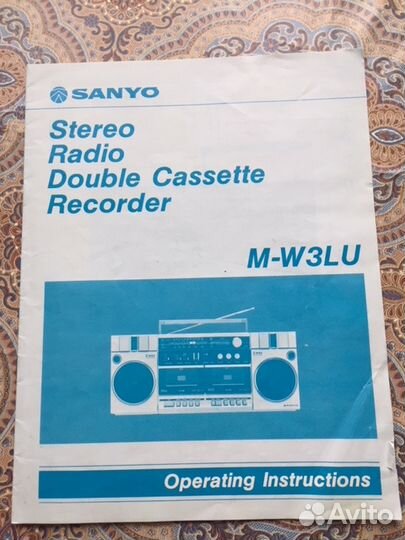 SANYO
Stereo
Radio
Double Cassette
Recorder
M-W3LU
Operating Instructions
Avito